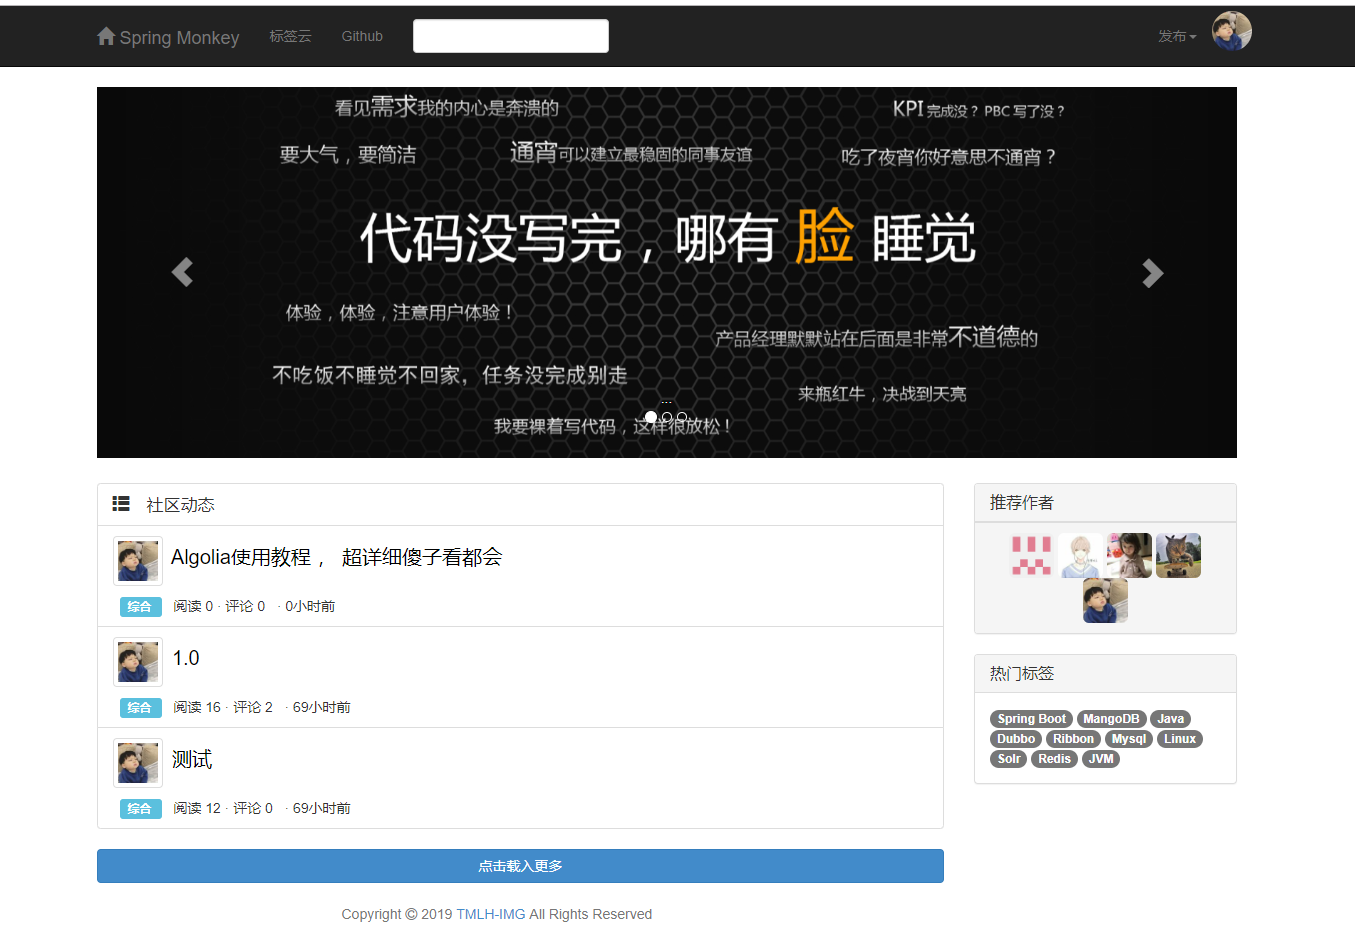 Spring Monkey 标签云 Github 发布
看见需求我的内心是奔溃的 KPI 完成没？ PBC 写了没？
要大气，要简洁 通宵可以建立最稳固的同事友谊 吃了夜宵你好意思不通宵？
代码没写完，哪有 脸 睡觉
体验，体验，注意用户体验！
产品经理默默站在后面是非常不道德的
不吃饭不睡觉不回家，任务没完成别走
来瓶红牛，决战到天亮
...
我要裸着写代码，这样很放松！
社区动态
Algolia使用教程 ， 超详细傻子看都会
综合 阅读 0 · 评论 0 · 0小时前
1.0
综合 阅读 16 · 评论 2 · 69小时前
测试
综合 阅读 12 · 评论 0 · 69小时前
点击载入更多
推荐作者
热门标签
Spring Boot MangoDB Java
Dubbo Ribbon Mysql Linux
Solr Redis JVM
Copyright © 2019 TMLH-IMG All Rights Reserved